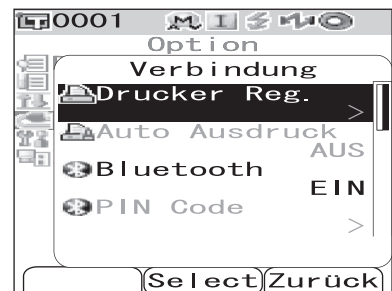 0001 M I
Option
Verbindung
Drucker Reg.
>
Auto Ausdruck
AUS
Bluetooth
EIN
PIN Code
>
Select Zurück